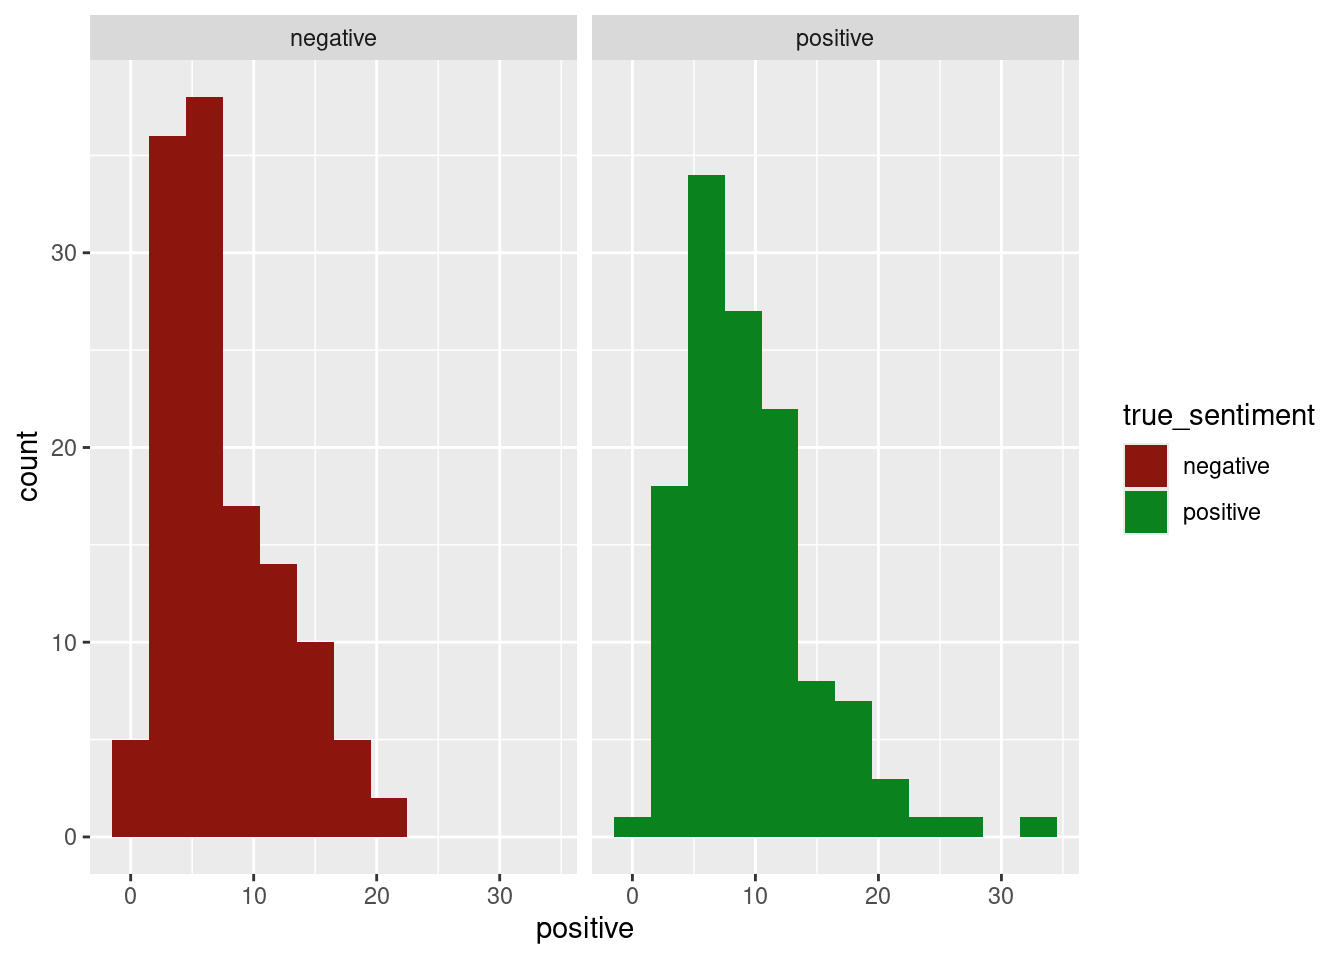 negative
positive
30
20
10
0
count
0 10 20 30
0 10 20 30
positive
true_sentiment
negative
positive